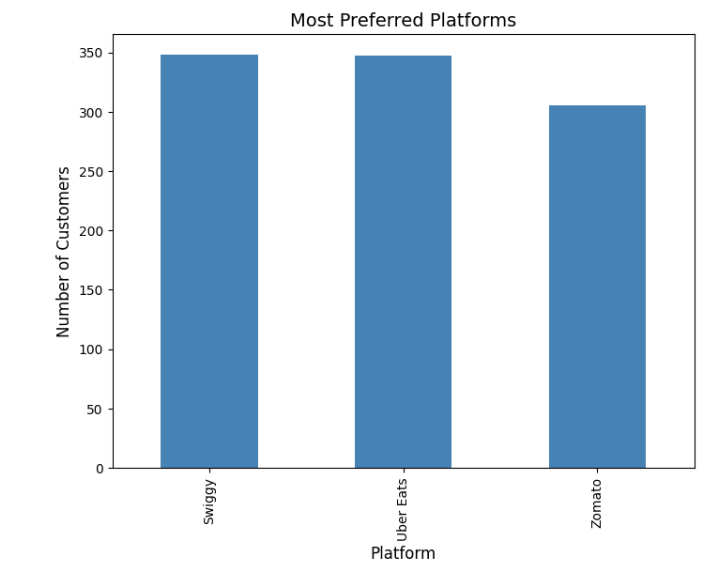 Most Preferred Platforms
Number of Customers
350
300
250
200
150
100
50
0
Swiggy
Uber Eats
Zomato
Platform